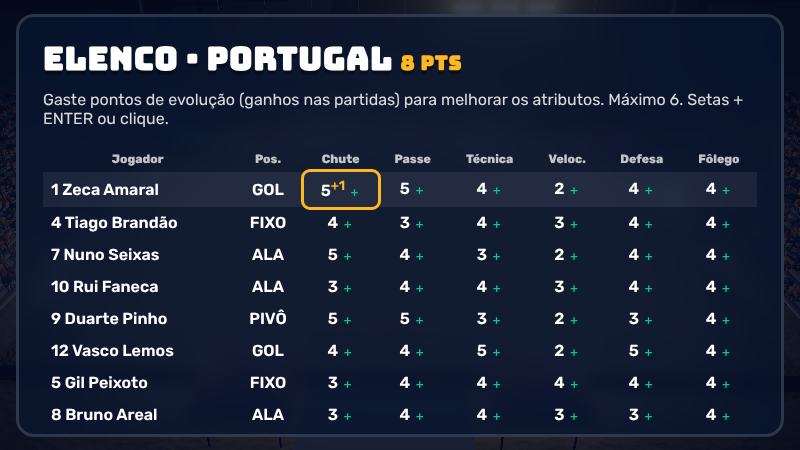 ELENCO · PORTUGAL 8 PTS
Gaste pontos de evolução (ganhos nas partidas) para melhorar os atributos. Máximo 6. Setas +
ENTER ou clique.
Jogador Pos. Chute Passe Técnica Veloc. Defesa Fôlego
1 Zeca Amaral GOL 5+1 + 5 + 4 + 2 + 4 + 4 +
4 Tiago Brandão FIXO 4 + 3 + 4 + 3 + 4 + 4 +
7 Nuno Seixas ALA 5 + 4 + 3 + 2 + 4 + 4 +
10 Rui Faneca ALA 3 + 4 + 4 + 3 + 4 + 4 +
9 Duarte Pinho PIVÔ 5 + 5 + 3 + 2 + 3 + 4 +
12 Vasco Lemos GOL 4 + 4 + 5 + 2 + 5 + 4 +
5 Gil Peixoto FIXO 3 + 4 + 4 + 4 + 4 + 4 +
8 Bruno Areal ALA 3 + 4 + 4 + 3 + 3 + 4 +